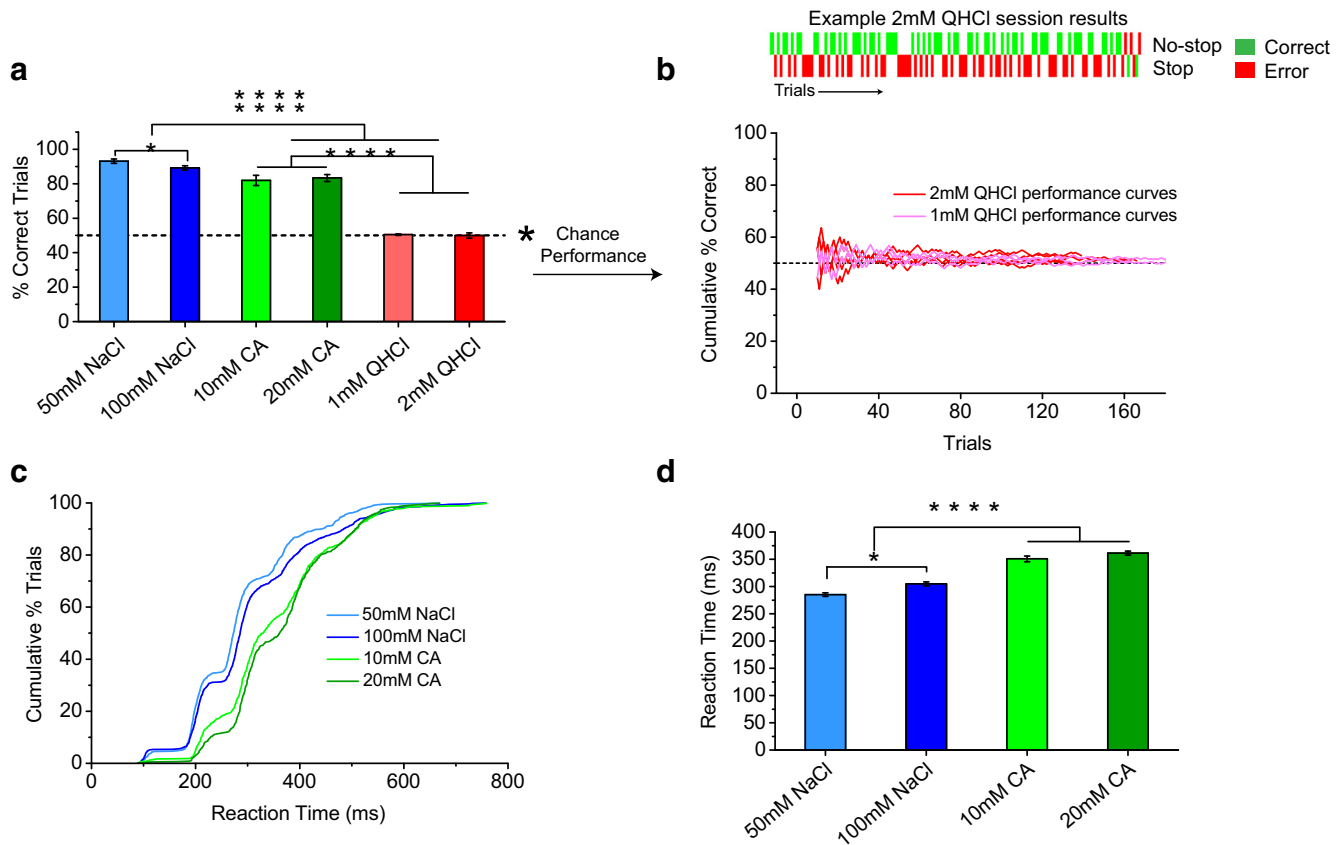 a
* * * *
* * * *
*
* * * *
% Correct Trials
100
80
60
40
20
0
50mM NaCl
100mM NaCl
10mM CA
20mM CA
1mM QHCl
2mM QHCl
* Chance
Performance
b
Example 2mM QHCl session results
No-stop
Stop
Correct
Error
Trials
Cumulative % Correct
100
80
60
40
20
0
2mM QHCl performance curves
1mM QHCl performance curves
0
40
80
120
160
Trials
c
Cumulative % Trials
100
80
60
40
20
0
50mM NaCl
100mM NaCl
10mM CA
20mM CA
0
200
400
600
800
Reaction Time (ms)
d
* * * *
*
Reaction Time (ms)
400
350
300
250
200
150
100
50
0
50mM NaCl
100mM NaCl
10mM CA
20mM CA